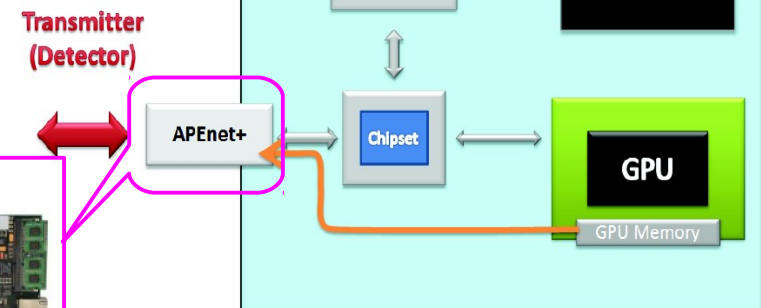 Transmitter
(Detector)
APEnet+
Chipset
GPU
GPU Memory